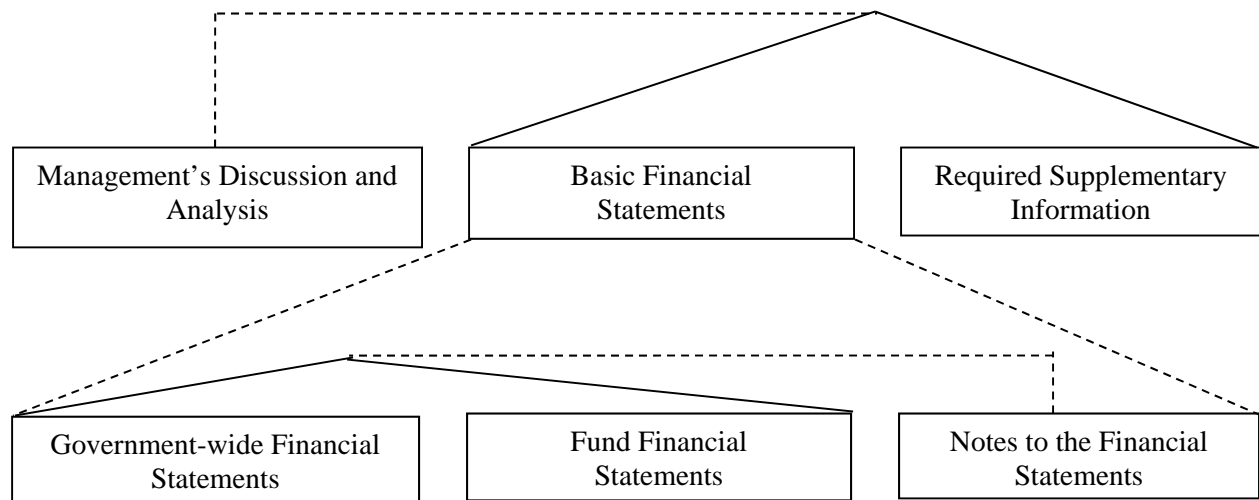 Management’s Discussion and
Analysis
Basic Financial
Statements
Required Supplementary
Information
Government-wide Financial
Statements
Fund Financial
Statements
Notes to the Financial
Statements